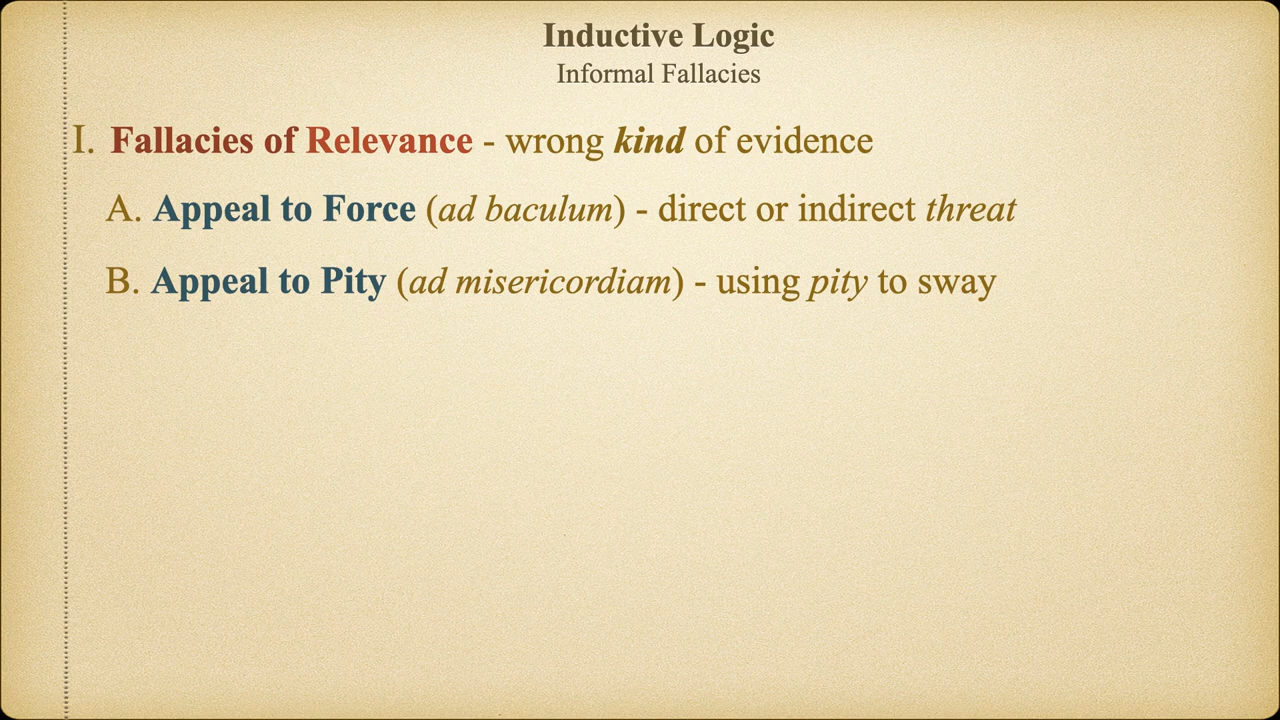 Inductive Logic
Informal Fallacies
I. Fallacies of Relevance - wrong kind of evidence
A. Appeal to Force (ad baculum) - direct or indirect threat
B. Appeal to Pity (ad misericordiam) - using pity to sway